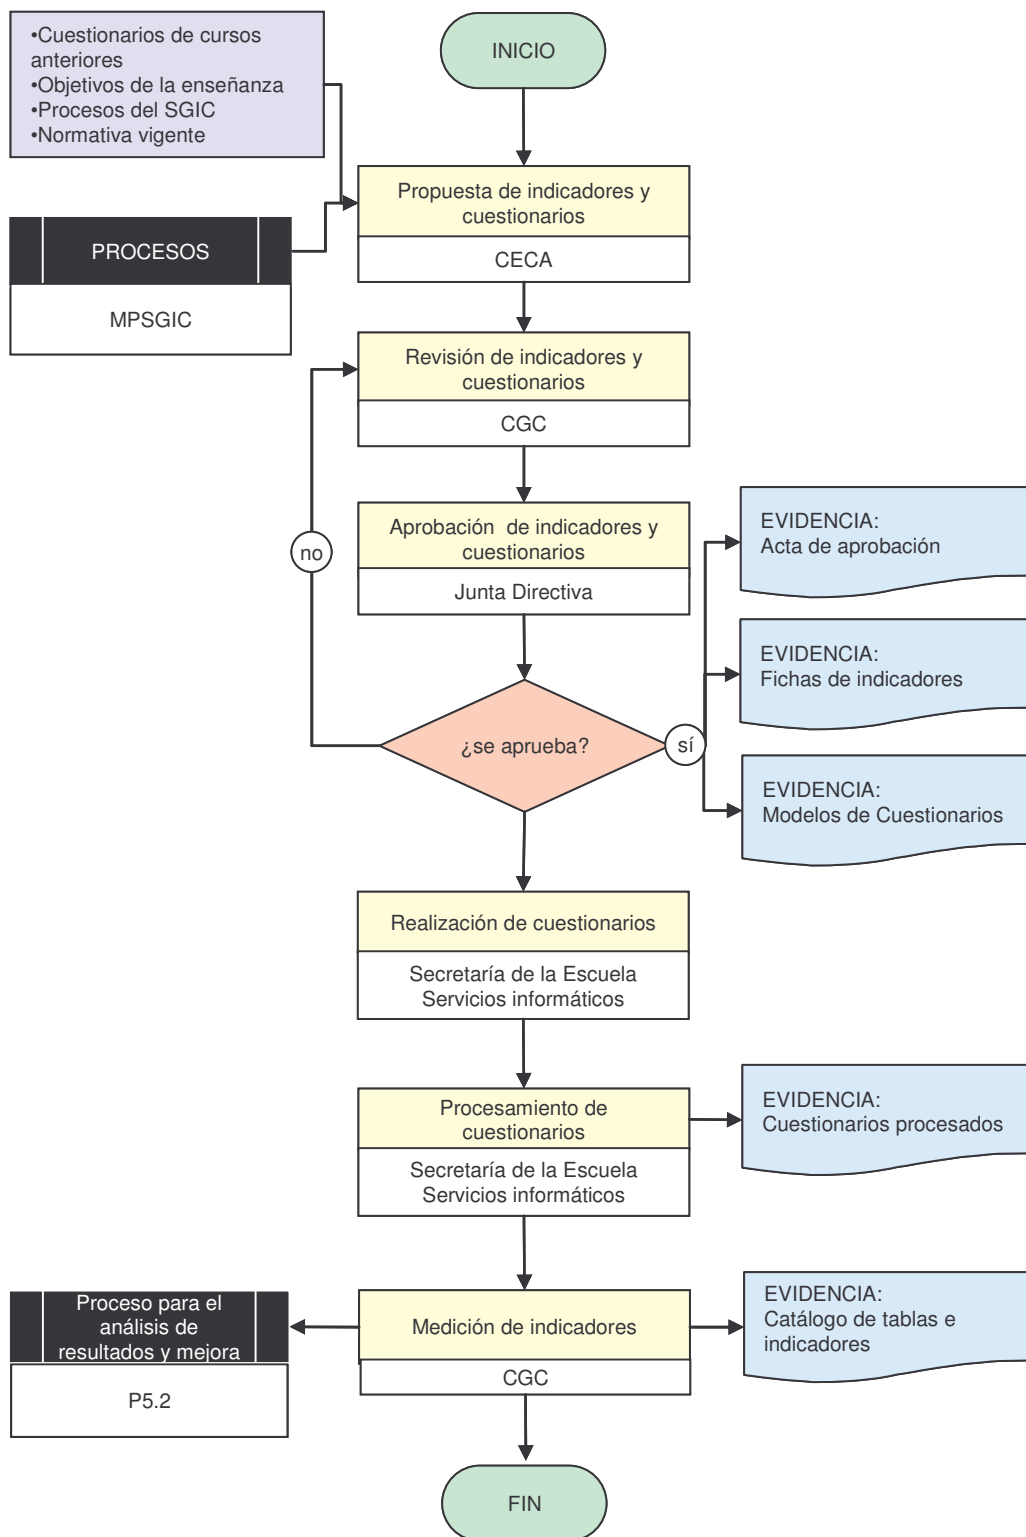 •Cuestionarios de cursos
anteriores
•Objetivos de la enseñanza
•Procesos del SGIC
•Normativa vigente
INICIO
Propuesta de indicadores y
cuestionarios
CECA
PROCESOS
MPSGIC
Revisión de indicadores y
cuestionarios
CGC
Aprobación de indicadores y
cuestionarios
Junta Directiva
no
¿se aprueba?
sí
EVIDENCIA:
Acta de aprobación
EVIDENCIA:
Fichas de indicadores
EVIDENCIA:
Modelos de Cuestionarios
Realización de cuestionarios
Secretaría de la Escuela
Servicios informáticos
Procesamiento de
cuestionarios
Secretaría de la Escuela
Servicios informáticos
EVIDENCIA:
Cuestionarios procesados
Medición de indicadores
CGC
EVIDENCIA:
Catálogo de tablas e
indicadores
Proceso para el
análisis de
resultados y mejora
P5.2
FIN